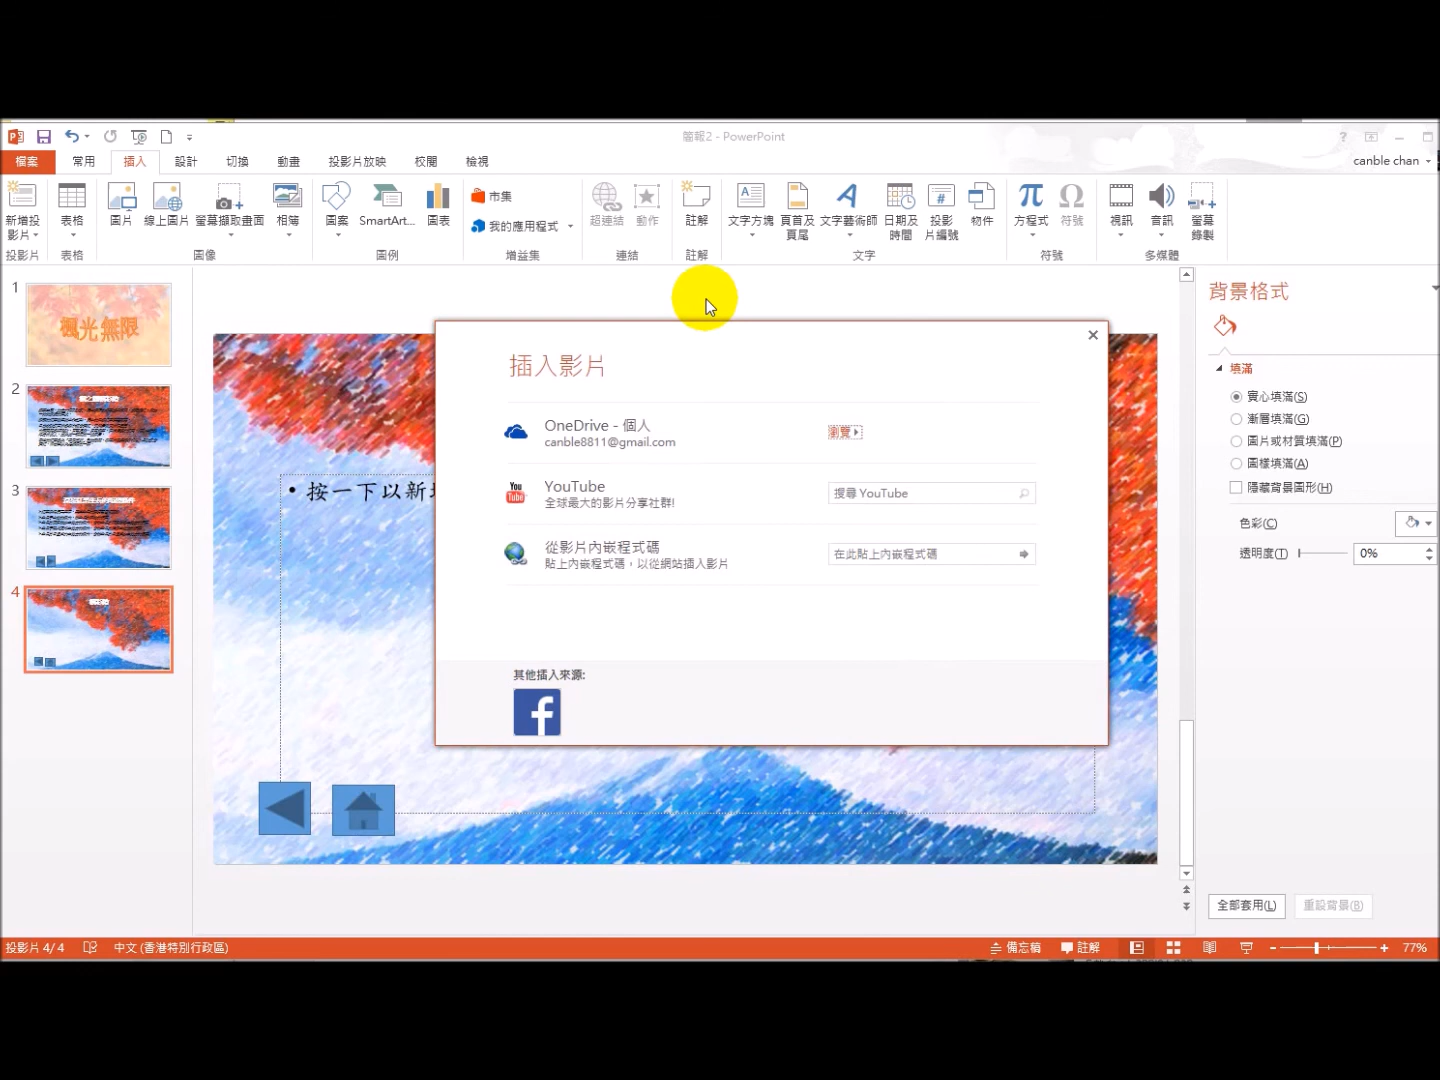 簡報2 - PowerPoint
?
檔案 常用 插入 設計 切換 動畫 投影片放映 校閱 檢視
canble chan
新增投影片 表格 圖片 線上圖片 螢幕擷取畫面 相簿 圖案 SmartArt... 圖表 市集 我的應用程式 超連結 動作 註解 文字方塊 頁首及頁尾 文字藝術師 日期及時間 投影片編號 物件 方程式 符號 視訊 音訊 螢幕錄製
投影片 表格 圖像 圖例 增益集 連結 註解 文字 符號 多媒體
1
楓光無限
2
3
4
• 按一下以新增
插入影片
OneDrive - 個人
canble8811@gmail.com
瀏覽
You Tube
YouTube
全球最大的影片分享社群!
搜尋 YouTube
從影片內嵌程式碼
貼上內嵌程式碼，以從網站插入影片
在此貼上內嵌程式碼
其他插入來源:
f
背景格式
填滿
實心填滿(S)
漸層填滿(G)
圖片或材質填滿(P)
圖樣填滿(A)
隱藏背景圖形(H)
色彩(C)
透明度(T) 0%
全部套用(L) 重設背景(B)
投影片 4/4 中文 (香港特別行政區) 備忘稿 註解 77%